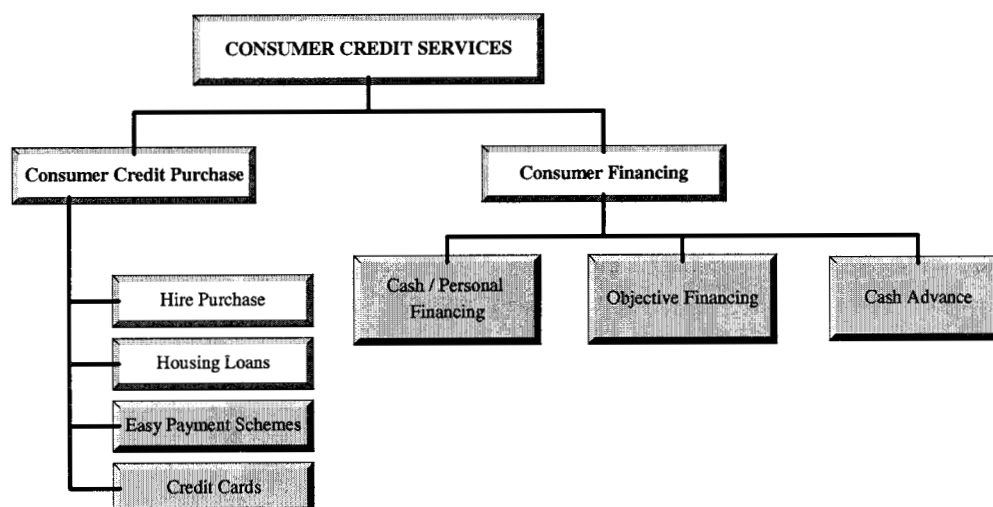 CONSUMER CREDIT SERVICES
Consumer Credit Purchase
Consumer Financing
Hire Purchase
Housing Loans
Easy Payment Schemes
Credit Cards
Cash / Personal
Financing
Objective Financing
Cash Advance